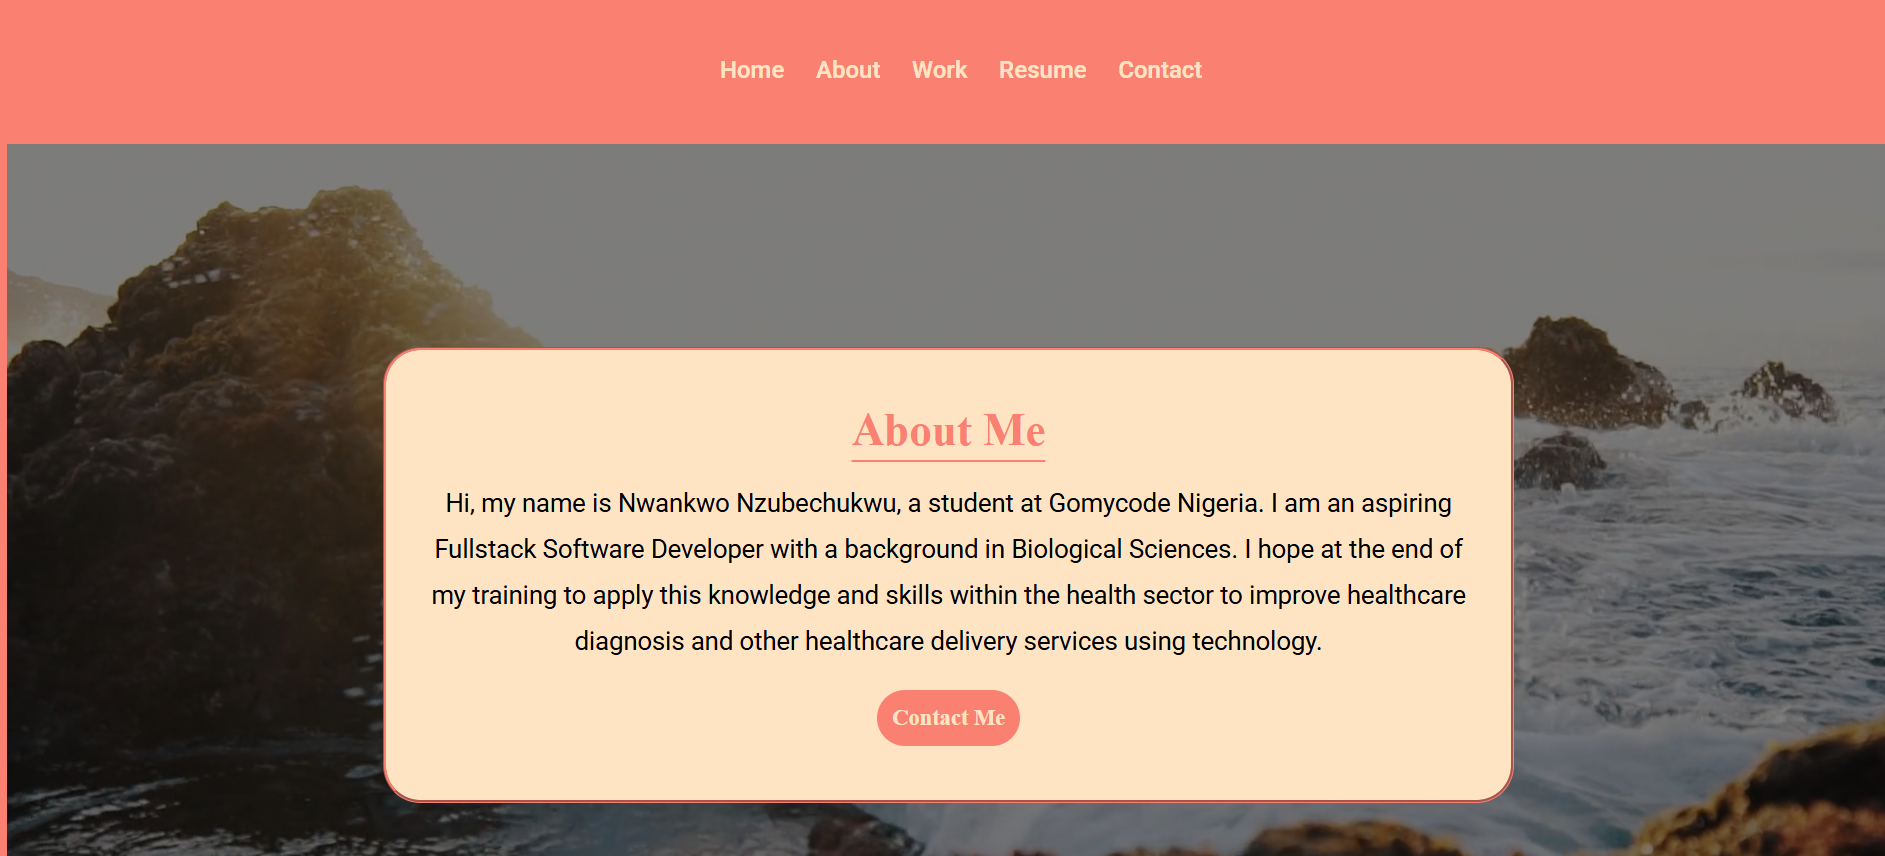 Home About Work Resume Contact
About Me
Hi, my name is Nwankwo Nzubechukwu, a student at Gomycode Nigeria. I am an aspiring
Fullstack Software Developer with a background in Biological Sciences. I hope at the end of
my training to apply this knowledge and skills within the health sector to improve healthcare
diagnosis and other healthcare delivery services using technology.
Contact Me